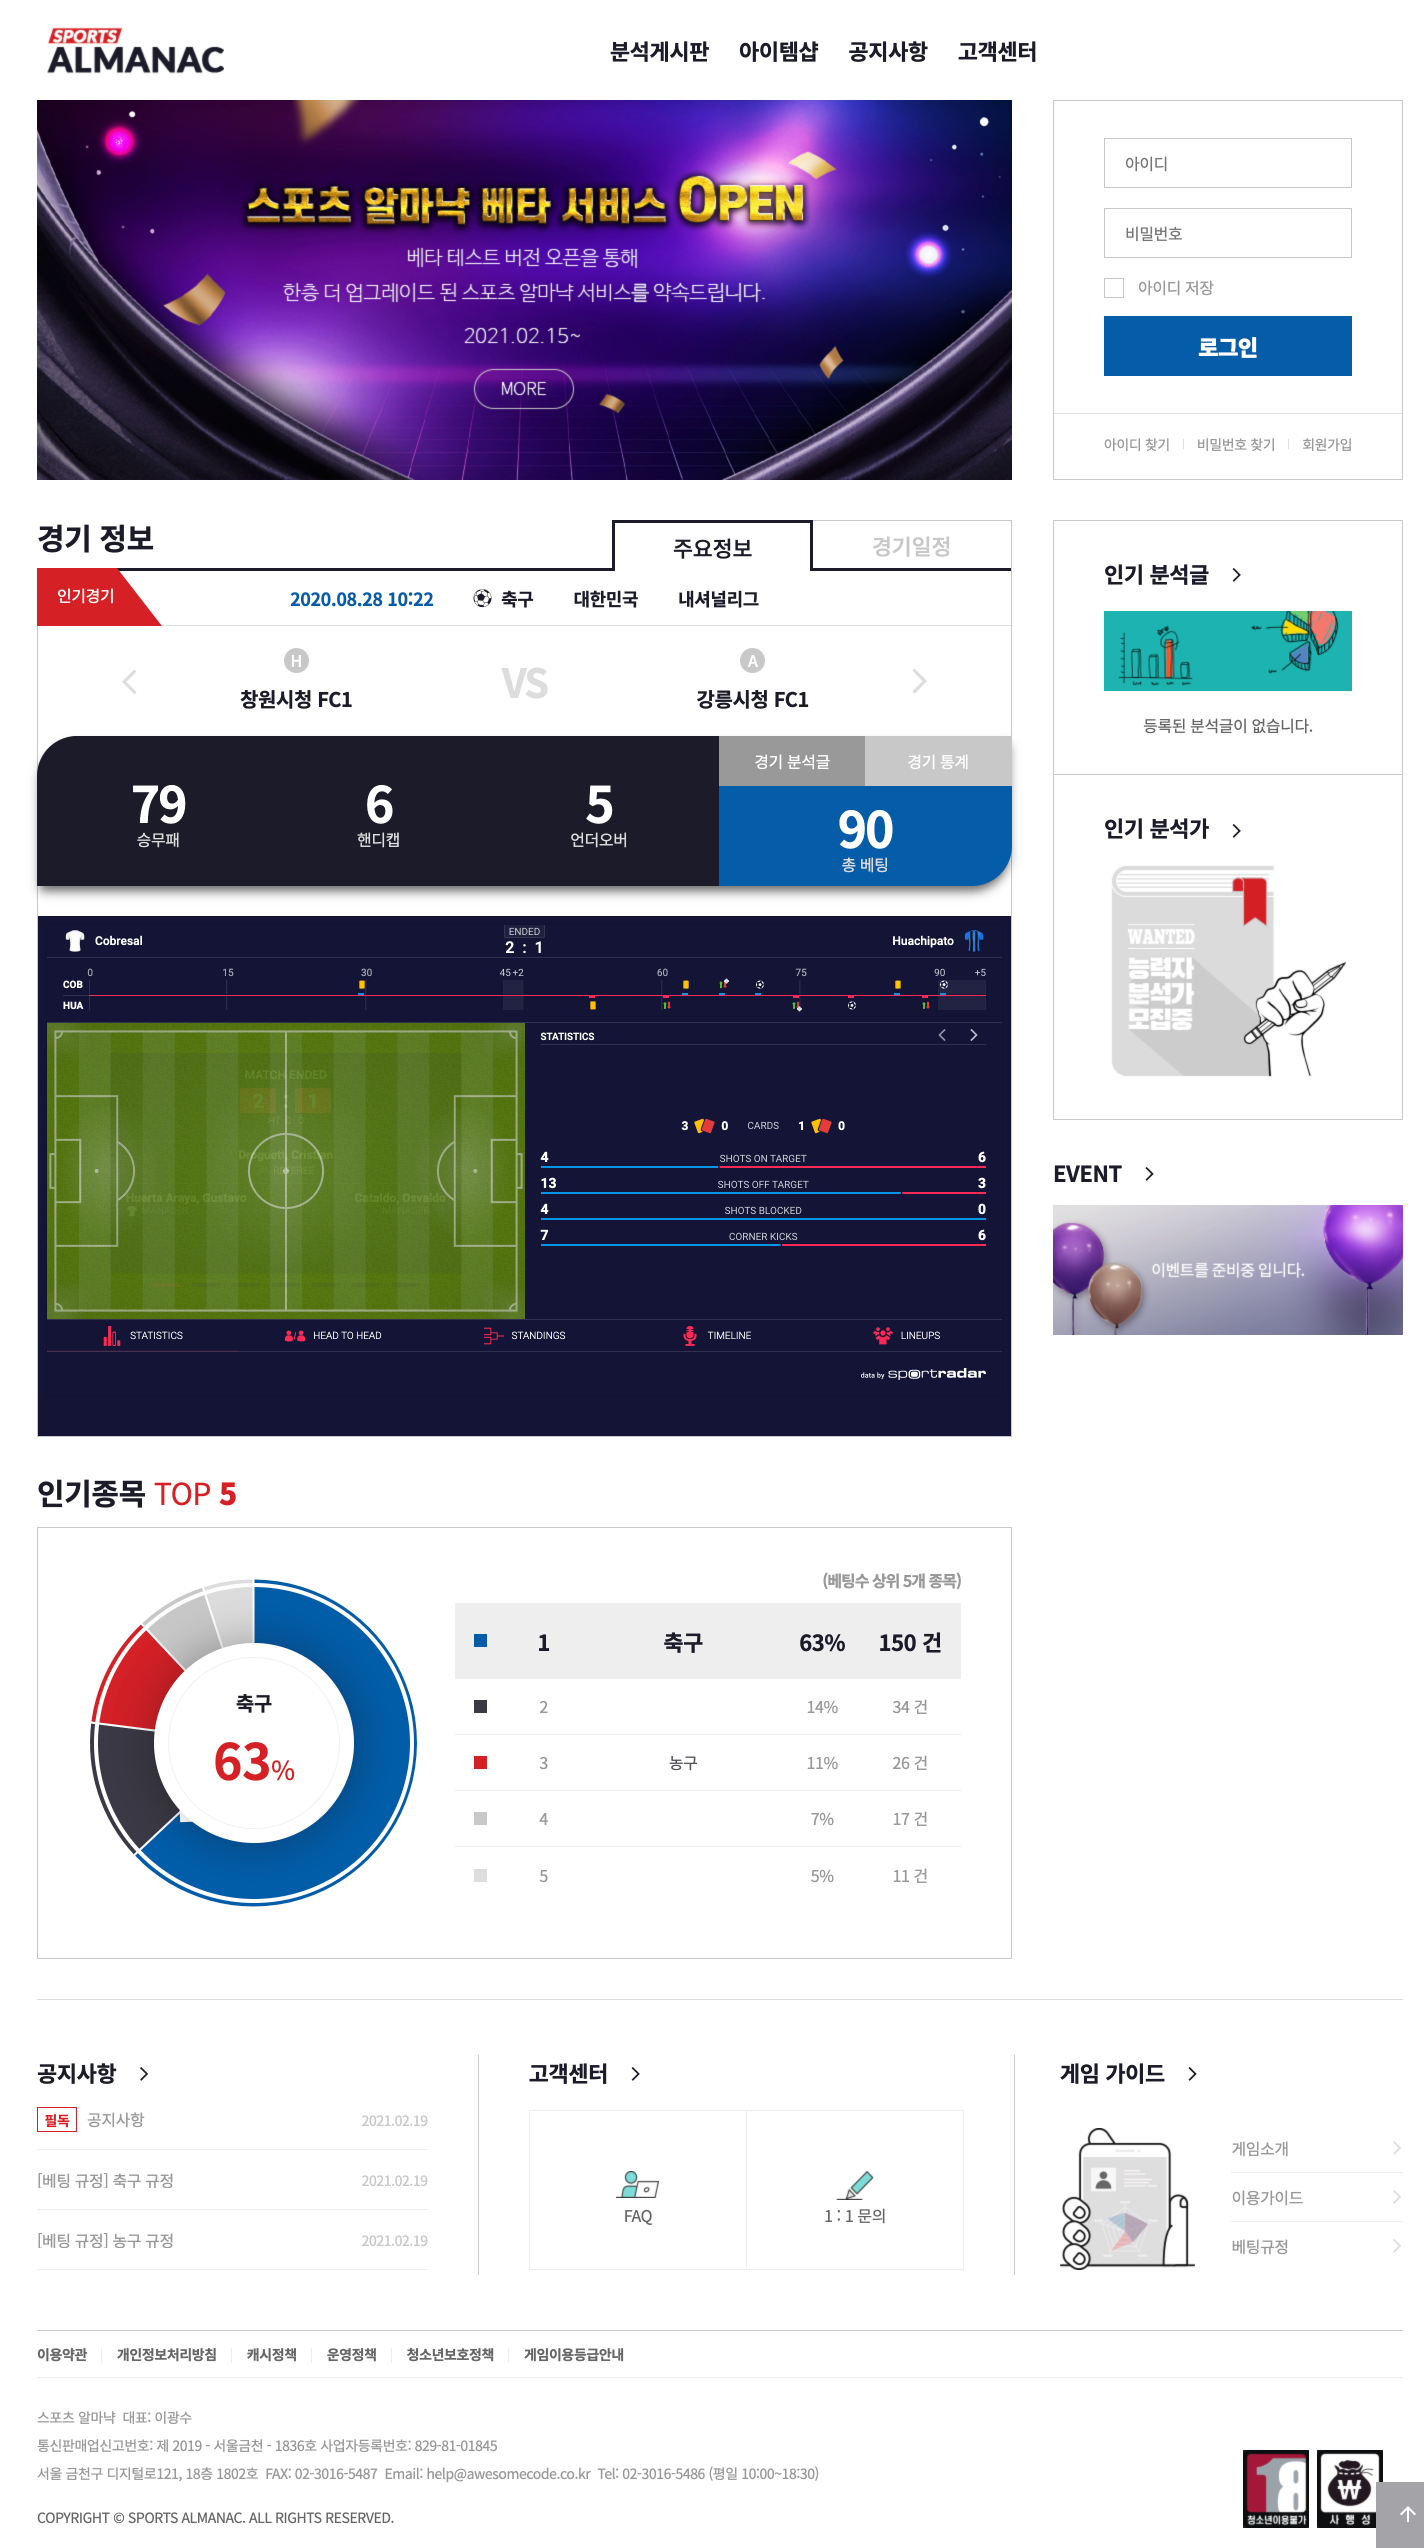 SPORTS
ALMANAC
분석게시판 아이템샵 공지사항 고객센터
스포츠 알마냑 베타 서비스 OPEN
베타 테스트 버전 오픈을 통해
한층 더 업그레이드 된 스포츠 알마냑 서비스를 약속드립니다.
2021.02.15~
MORE
아이디
비밀번호
아이디 저장
로그인
아이디 찾기 비밀번호 찾기 회원가입
경기 정보
주요정보 경기일정
인기경기 2020.08.28 10:22 축구 대한민국 내셔널리그
H VS A
창원시청 FC1 강릉시청 FC1
79 6 5
승무패 핸디캡 언더오버
경기 분석글 경기 통계
90
총 베팅
Cobresal ENDED Huachipato
2 : 1
0 15 30 45 +2 60 75 90 +5
COB
HUA
MATCH ENDED
2 : 1
Droguett, Cristian
REFEREE
Huerta Araya, Gustavo Cataldo, Osvaldo
MANAGER MANAGER
STATISTICS
3 0 CARDS 1 0
4 SHOTS ON TARGET 6
13 SHOTS OFF TARGET 3
4 SHOTS BLOCKED 0
7 CORNER KICKS 6
STATISTICS HEAD TO HEAD STANDINGS TIMELINE LINEUPS
data by sportradar
인기 분석글
등록된 분석글이 없습니다.
인기 분석가
WANTED
능력자
분석가
모집중
EVENT
이벤트를 준비중 입니다.
인기종목 TOP 5
축구
63%
(베팅수 상위 5개 종목)
1 축구 63% 150 건
2 14% 34 건
3 농구 11% 26 건
4 7% 17 건
5 5% 11 건
공지사항
필독 공지사항 2021.02.19
[베팅 규정] 축구 규정 2021.02.19
[베팅 규정] 농구 규정 2021.02.19
고객센터
FAQ 1 : 1 문의
게임 가이드
게임소개
이용가이드
베팅규정
이용약관 개인정보처리방침 캐시정책 운영정책 청소년보호정책 게임이용등급안내
스포츠 알마냑 대표: 이광수
통신판매업신고번호: 제 2019 - 서울금천 - 1836호 사업자등록번호: 829-81-01845
서울 금천구 디지털로121, 18층 1802호 FAX: 02-3016-5487 Email: help@awesomecode.co.kr Tel: 02-3016-5486 (평일 10:00~18:30)
COPYRIGHT © SPORTS ALMANAC. ALL RIGHTS RESERVED.
18
청소년이용불가
사 행 성